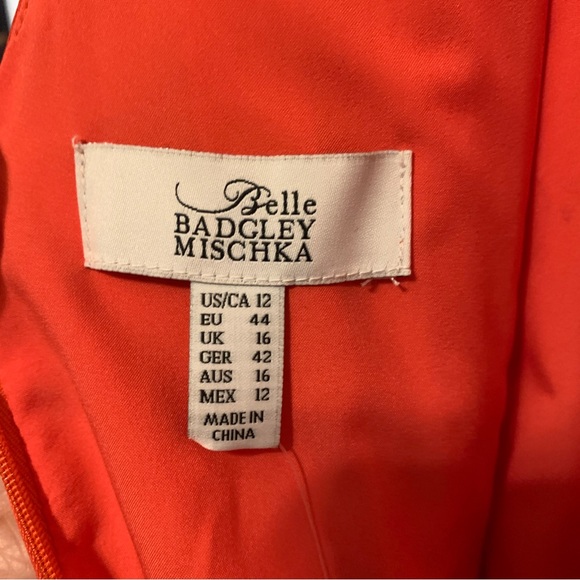 Belle
BADGLEY
MISCHKA
US/CA 12
EU 44
UK 16
GER 42
AUS 16
MEX 12
MADE IN
CHINA